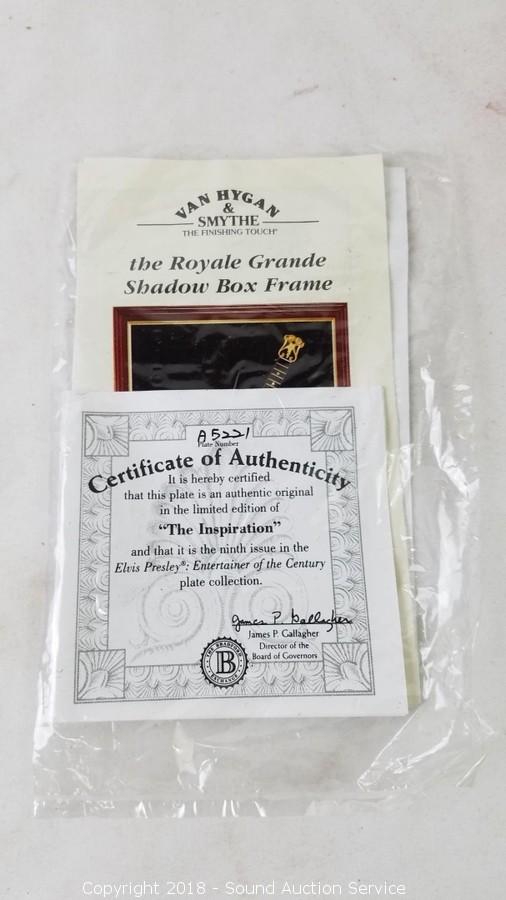 VAN HYGAN
&
SMYTHE
THE FINISHING TOUCH®
the Royale Grande
Shadow Box Frame
A5221
Plate Number
Certificate of Authenticity
It is hereby certified
that this plate is an authentic original
in the limited edition of
“The Inspiration”
and that it is the ninth issue in the
Elvis Presley®: Entertainer of the Century
plate collection.
James P. Gallagher
James P. Gallagher
Director of the
Board of Governors
THE BRADFORD
B
EXCHANGE
Copyright 2018 - Sound Auction Service